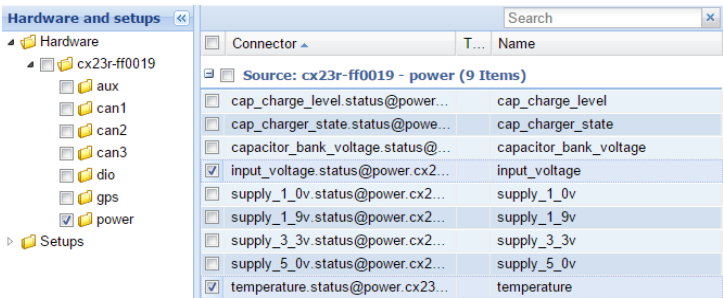 Hardware and setups
Hardware
cx23r-ff0019
aux
can1
can2
can3
dio
gps
power
Setups
Search
Connector T... Name
Source: cx23r-ff0019 - power (9 Items)
cap_charge_level.status@power... cap_charge_level
cap_charger_state.status@powe... cap_charger_state
capacitor_bank_voltage.status@... capacitor_bank_voltage
input_voltage.status@power.cx2... input_voltage
supply_1_0v.status@power.cx2... supply_1_0v
supply_1_9v.status@power.cx2... supply_1_9v
supply_3_3v.status@power.cx2... supply_3_3v
supply_5_0v.status@power.cx2... supply_5_0v
temperature.status@power.cx23... temperature